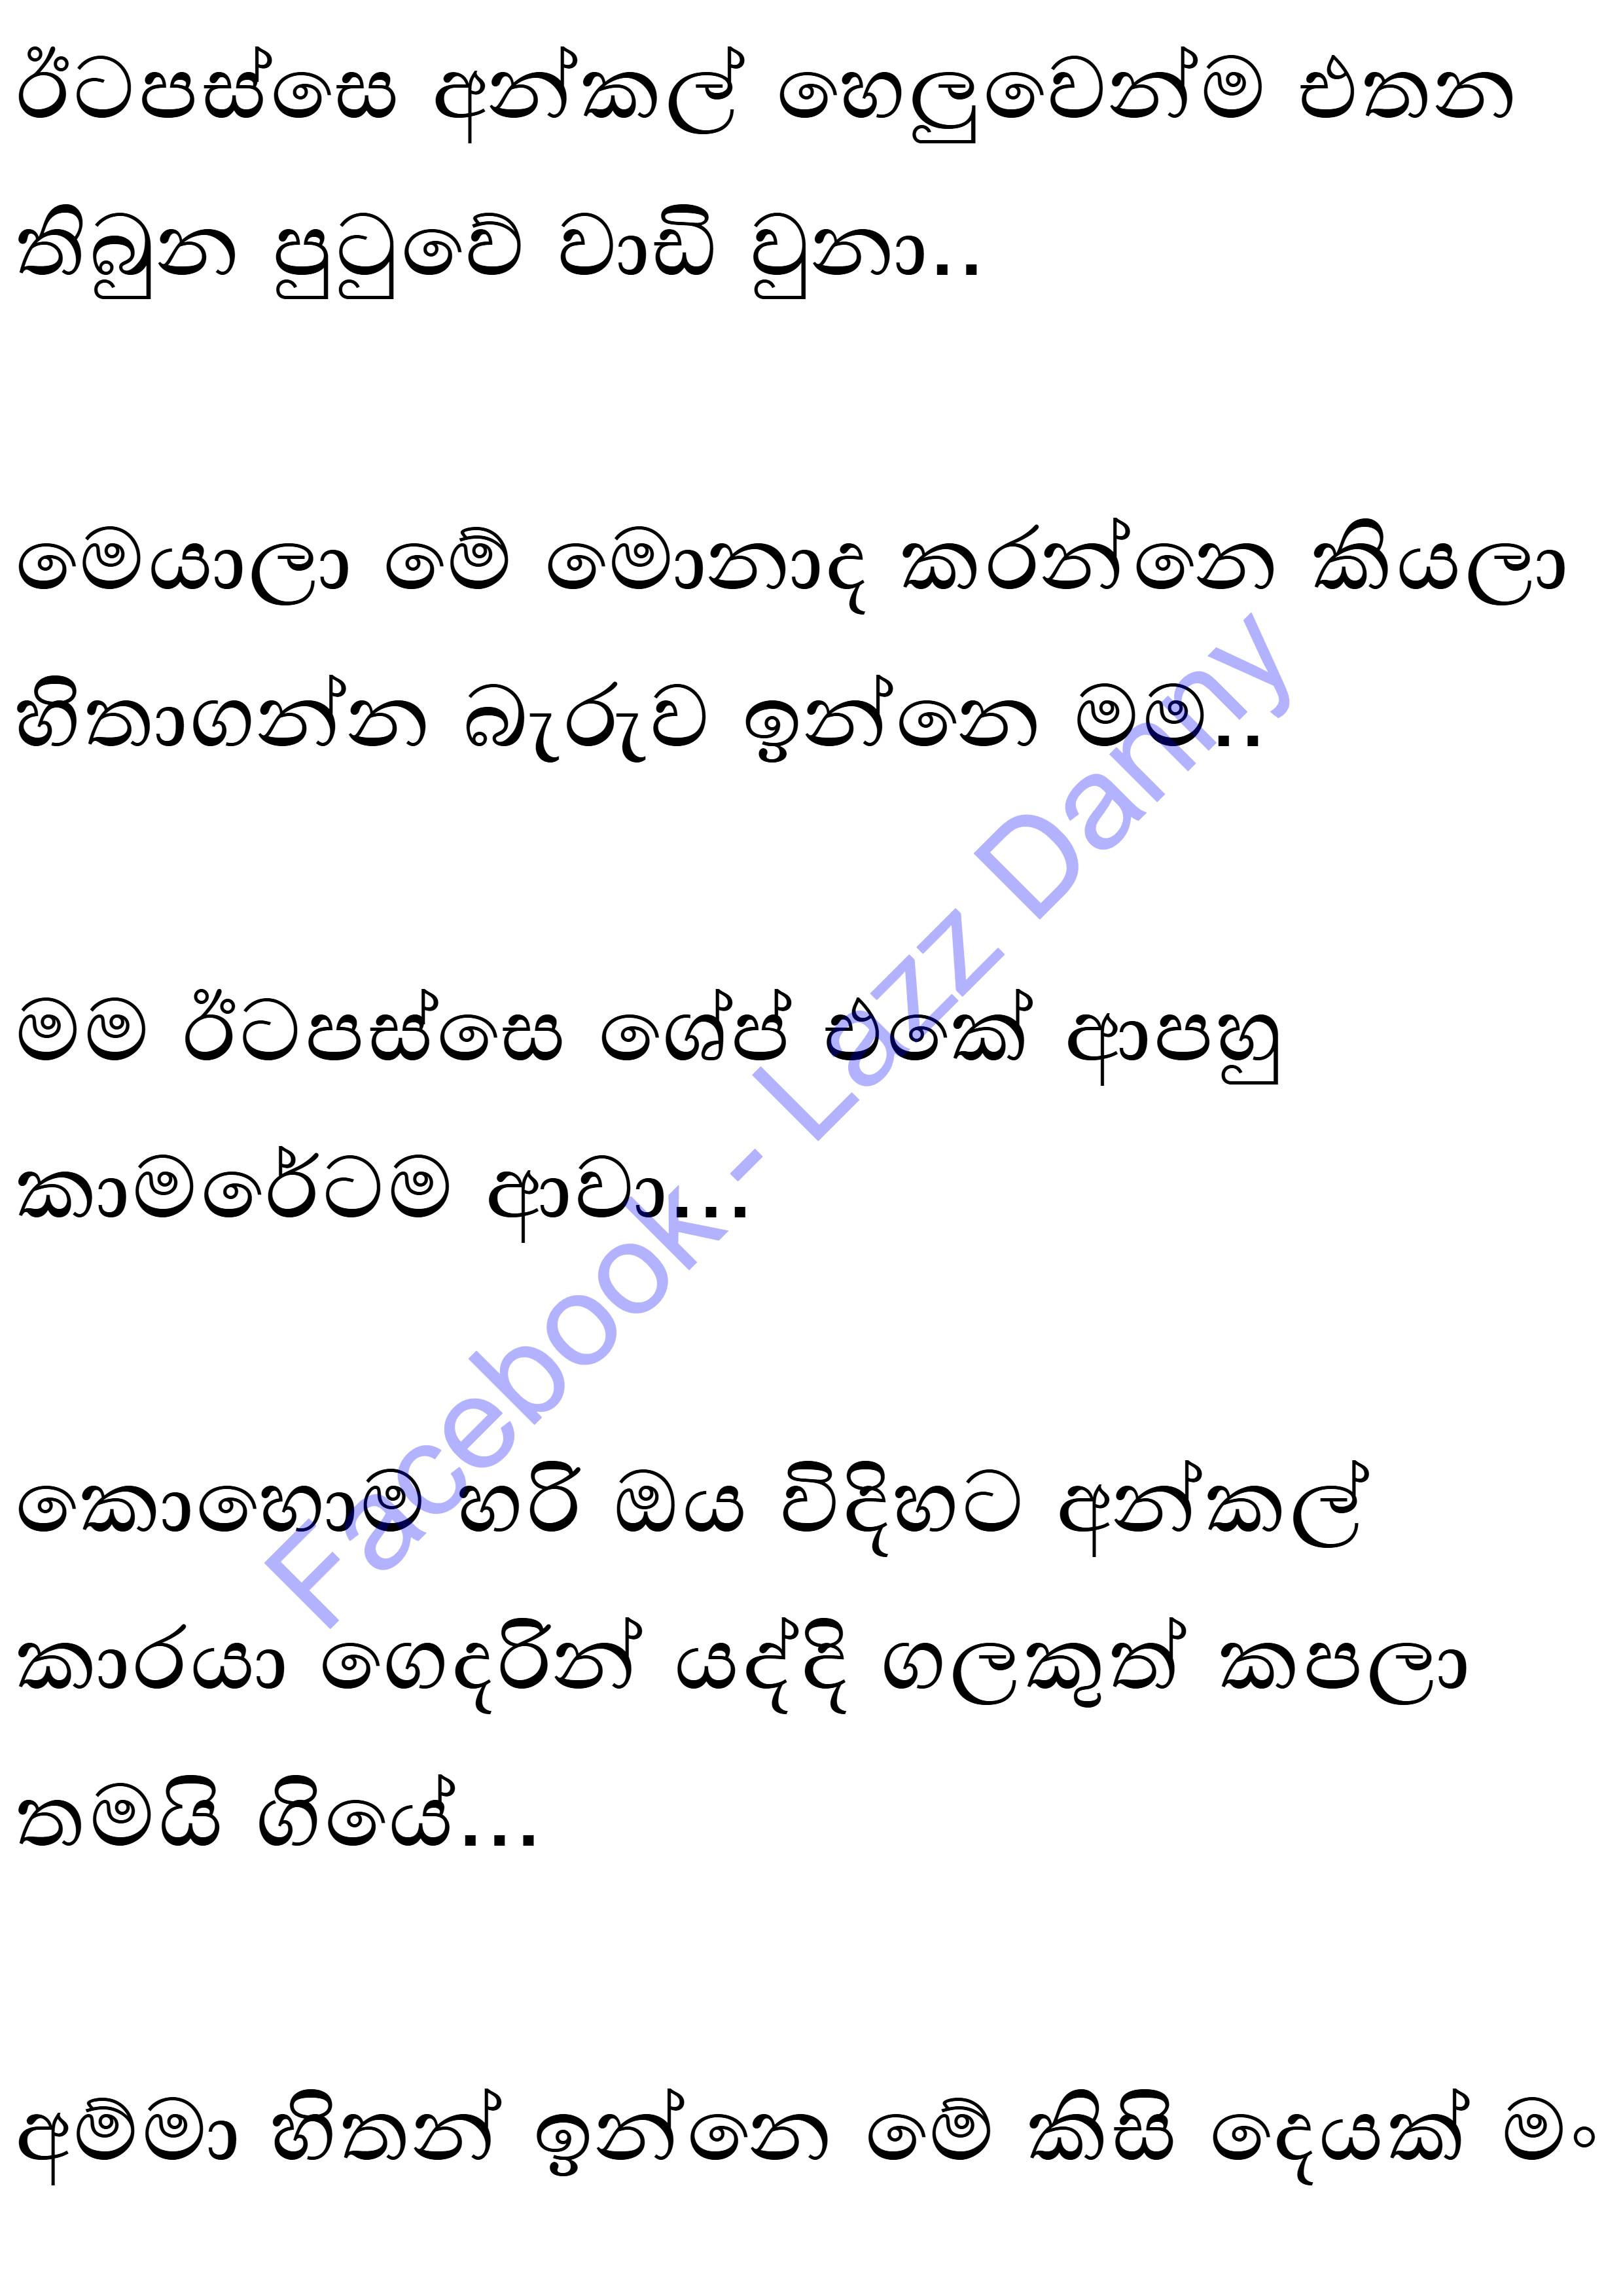 ඊටපස්සෙ අන්කල් හෙලුවෙන්ම එතන
තිබුන පුටුවේ වාඩි වුනා..
මෙයාලා මේ මොනාද කරන්නෙ කියලා
හිතාගන්න බැරුව ඉන්නෙ මම..
මම ඊටපස්සෙ ශේප් එකේ ආපහු
කාමරේටම ආවා...
කොහොම හරි ඔය විදිහට අන්කල්
කාරයා ගෙදරින් යද්දි ගලකුත් කපලා
තමයි ගියේ...
අම්මා හිතන් ඉන්නෙ මේ කිසි දෙයක් මං
Facebook - Lazz Dammy